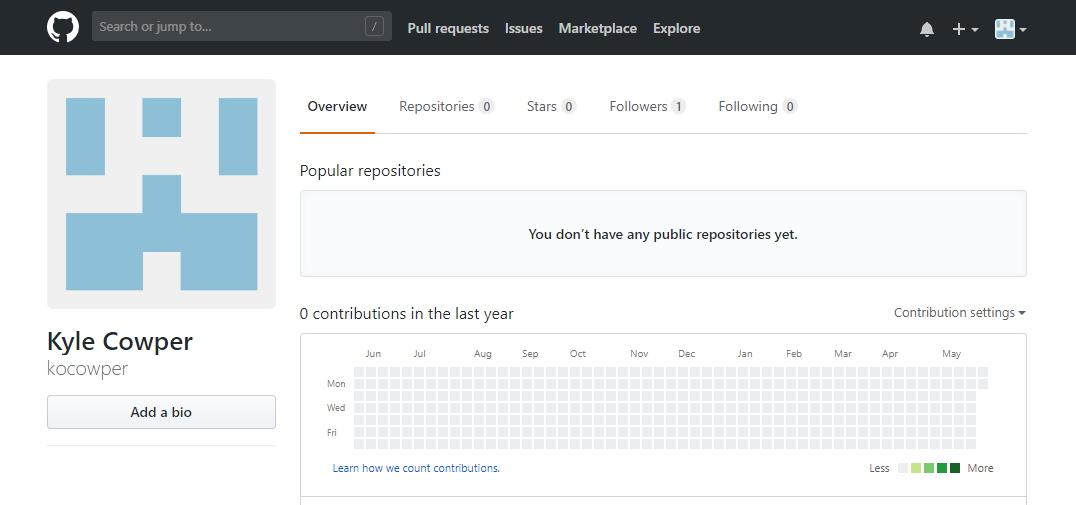 Search or jump to... / Pull requests Issues Marketplace Explore
Overview Repositories 0 Stars 0 Followers 1 Following 0
Popular repositories
You don't have any public repositories yet.
0 contributions in the last year Contribution settings
Kyle Cowper
kocowper
Add a bio
Jun Jul Aug Sep Oct Nov Dec Jan Feb Mar Apr May
Mon
Wed
Fri
Learn how we count contributions. Less More